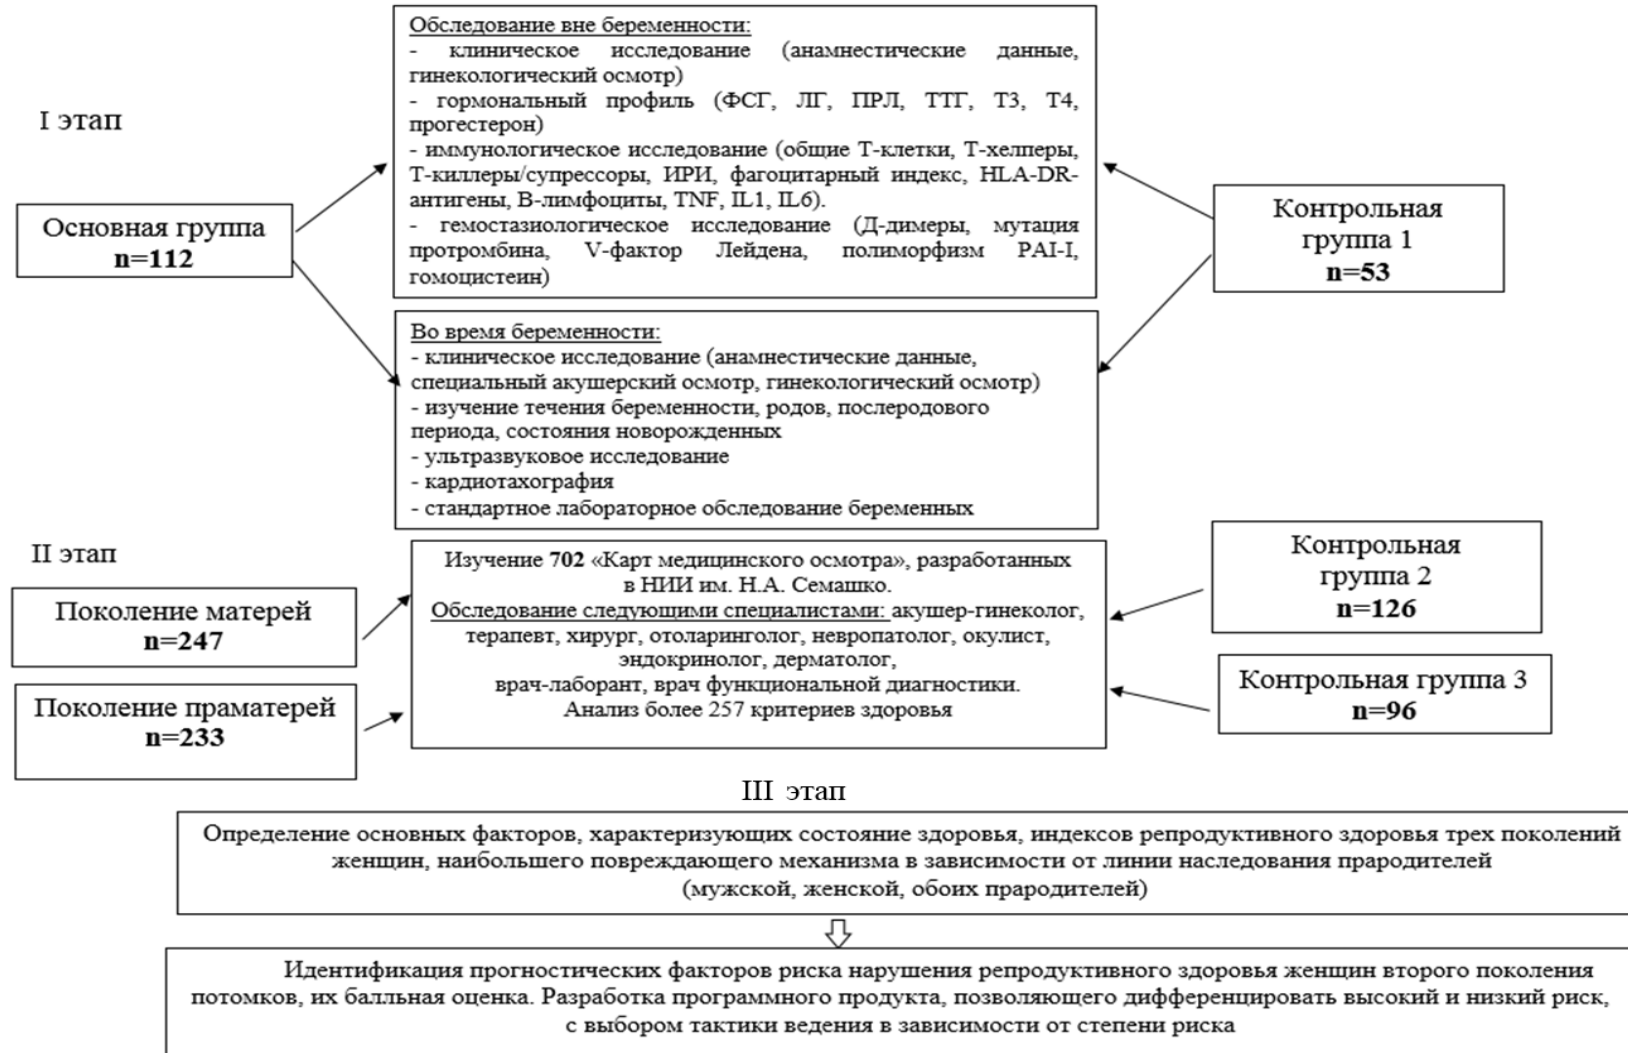 I этап
Основная группа
n=112
Обследование вне беременности:
- клиническое исследование (анамнестические данные,
гинекологический осмотр)
- гормональный профиль (ФСГ, ЛГ, ПРЛ, ТТГ, Т3, Т4,
прогестерон)
- иммунологическое исследование (общие Т-клетки, Т-хелперы,
Т-киллеры/супрессоры, ИРИ, фагоцитарный индекс, HLA-DR-
антигены, В-лимфоциты, TNF, IL1, IL6).
- гемостазиологическое исследование (Д-димеры, мутация
протромбина, V-фактор Лейдена, полиморфизм PAI-I,
гомоцистеин)
Контрольная
группа 1
n=53
Во время беременности:
- клиническое исследование (анамнестические данные,
специальный акушерский осмотр, гинекологический осмотр)
- изучение течения беременности, родов, послеродового
периода, состояния новорожденных
- ультразвуковое исследование
- кардиотахография
- стандартное лабораторное обследование беременных
II этап
Поколение матерей
n=247
Поколение праматерей
n=233
Изучение 702 «Карт медицинского осмотра», разработанных
в НИИ им. Н.А. Семашко.
Обследование следующими специалистами: акушер-гинеколог,
терапевт, хирург, отоларинголог, невропатолог, окулист,
эндокринолог, дерматолог,
врач-лаборант, врач функциональной диагностики.
Анализ более 257 критериев здоровья
Контрольная
группа 2
n=126
Контрольная группа 3
n=96
III этап
Определение основных факторов, характеризующих состояние здоровья, индексов репродуктивного здоровья трех поколений
женщин, наибольшего повреждающего механизма в зависимости от линии наследования прародителей
(мужской, женской, обоих прародителей)
Идентификация прогностических факторов риска нарушения репродуктивного здоровья женщин второго поколения
потомков, их балльная оценка. Разработка программного продукта, позволяющего дифференцировать высокий и низкий риск,
с выбором тактики ведения в зависимости от степени риска